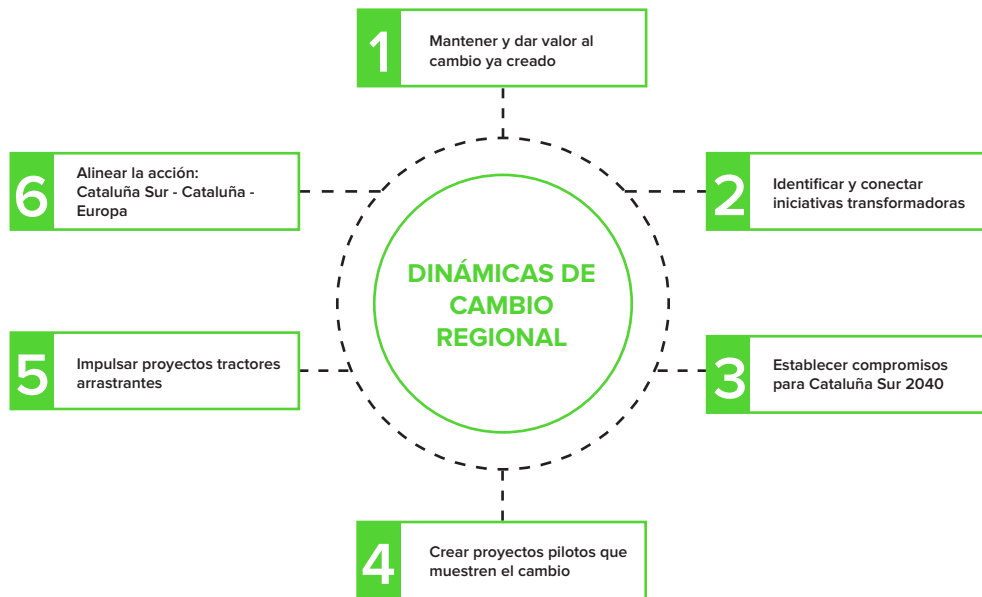 1
Mantener y dar valor al
cambio ya creado
2
Identificar y conectar
iniciativas transformadoras
3
Establecer compromisos
para Cataluña Sur 2040
4
Crear proyectos pilotos que
muestren el cambio
5
Impulsar proyectos tractores
arrastrantes
6
Alinear la acción:
Cataluña Sur - Cataluña -
Europa
DINÁMICAS DE
CAMBIO
REGIONAL